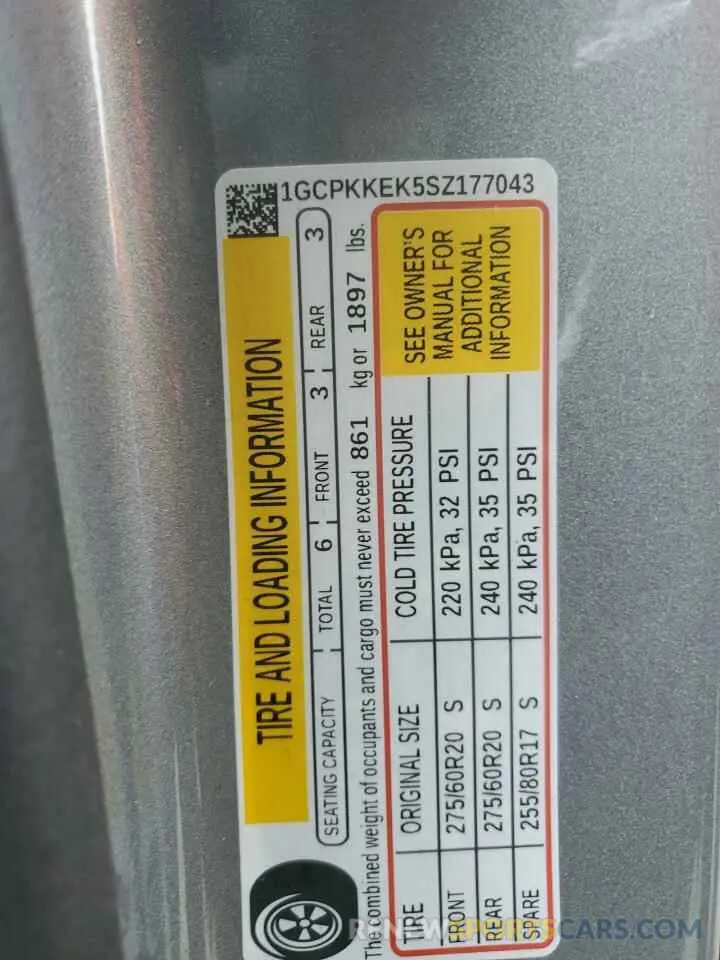 1GCPKKEK5SZ177043
TIRE AND LOADING INFORMATION
SEATING CAPACITY TOTAL 6 FRONT 3 REAR 3
The combined weight of occupants and cargo must never exceed 861 kg or 1897 lbs.
TIRE ORIGINAL SIZE COLD TIRE PRESSURE
FRONT 275/60R20 S 220 kPa, 32 PSI
REAR 275/60R20 S 240 kPa, 35 PSI
SPARE 255/80R17 S 240 kPa, 35 PSI
SEE OWNER'S
MANUAL FOR
ADDITIONAL
INFORMATION
RENEWSPORTSCARS.COM